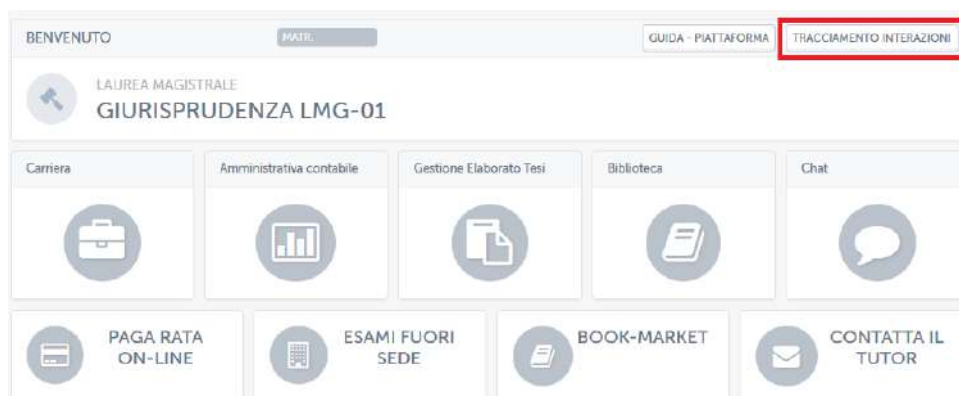 BENVENUTO MATR. GUIDA - PIATTAFORMA TRACCIAMENTO INTERAZIONI
LAUREA MAGISTRALE
GIURISPRUDENZA LMG-01
Carriera Amministrativa contabile Gestione Elaborato Tesi Biblioteca Chat
PAGA RATA ON-LINE
ESAMI FUORI SEDE
BOOK-MARKET
CONTATTA IL TUTOR